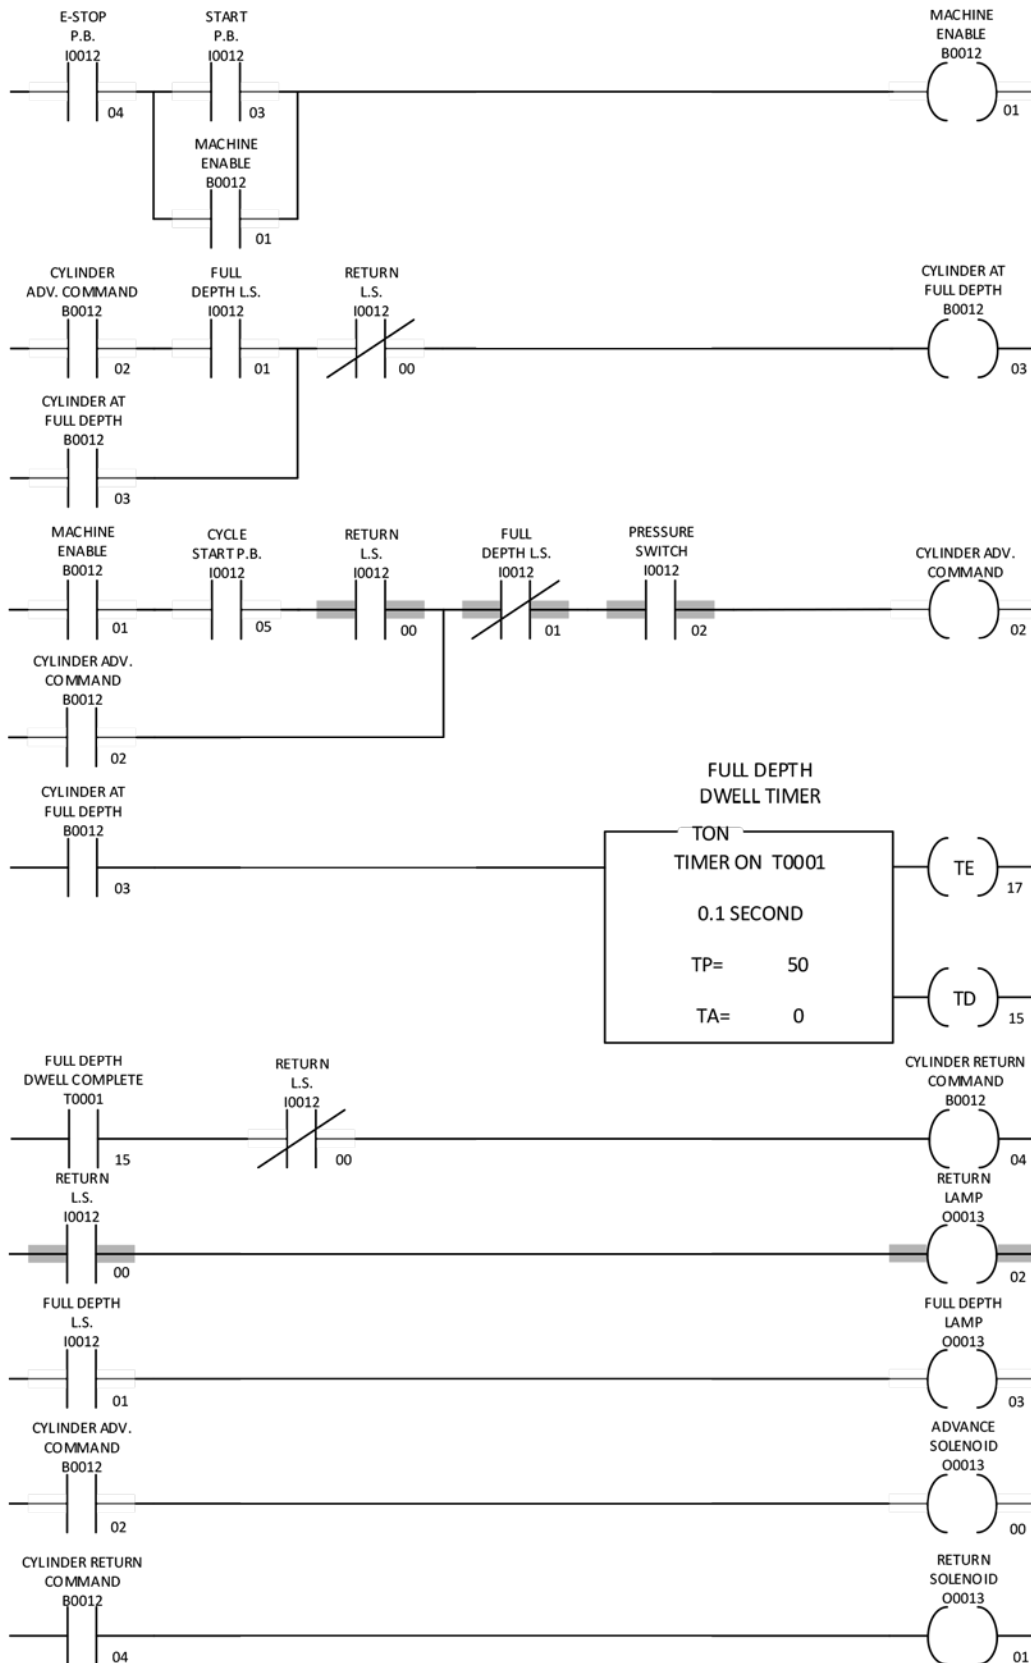 E-STOP
P.B.
I0012
04
START
P.B.
I0012
03
MACHINE
ENABLE
B0012
01
MACHINE
ENABLE
B0012
01
CYLINDER
ADV. COMMAND
B0012
02
FULL
DEPTH L.S.
I0012
01
RETURN
L.S.
I0012
00
CYLINDER AT
FULL DEPTH
B0012
03
CYLINDER AT
FULL DEPTH
B0012
03
MACHINE
ENABLE
B0012
01
CYCLE
START P.B.
I0012
05
RETURN
L.S.
I0012
00
FULL
DEPTH L.S.
I0012
01
PRESSURE
SWITCH
I0012
02
CYLINDER ADV.
COMMAND
02
CYLINDER ADV.
COMMAND
B0012
02
CYLINDER AT
FULL DEPTH
B0012
03
FULL DEPTH
DWELL TIMER
TON
TIMER ON T0001
0.1 SECOND
TP= 50
TA= 0
TE
17
TD
15
FULL DEPTH
DWELL COMPLETE
T0001
15
RETURN
L.S.
I0012
00
CYLINDER RETURN
COMMAND
B0012
04
RETURN
L.S.
I0012
00
RETURN
LAMP
O0013
02
FULL DEPTH
L.S.
I0012
01
FULL DEPTH
LAMP
O0013
03
CYLINDER ADV.
COMMAND
B0012
02
ADVANCE
SOLENOID
O0013
00
CYLINDER RETURN
COMMAND
B0012
04
RETURN
SOLENOID
O0013
01